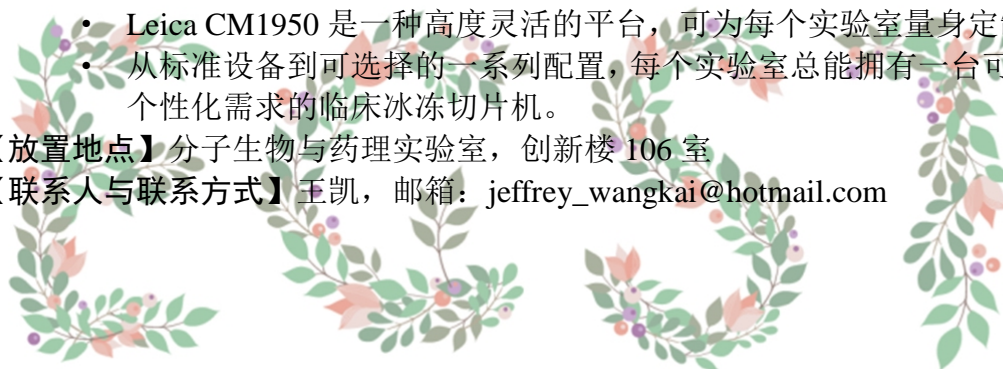 • Leica CM1950 是一种高度灵活的平台，可为每个实验室量身定
• 从标准设备到可选择的一系列配置，每个实验室总能拥有一台可
个性化需求的临床冰冻切片机。
【放置地点】分子生物与药理实验室，创新楼 106 室
【联系人与联系方式】王凯，邮箱：jeffrey_wangkai@hotmail.com